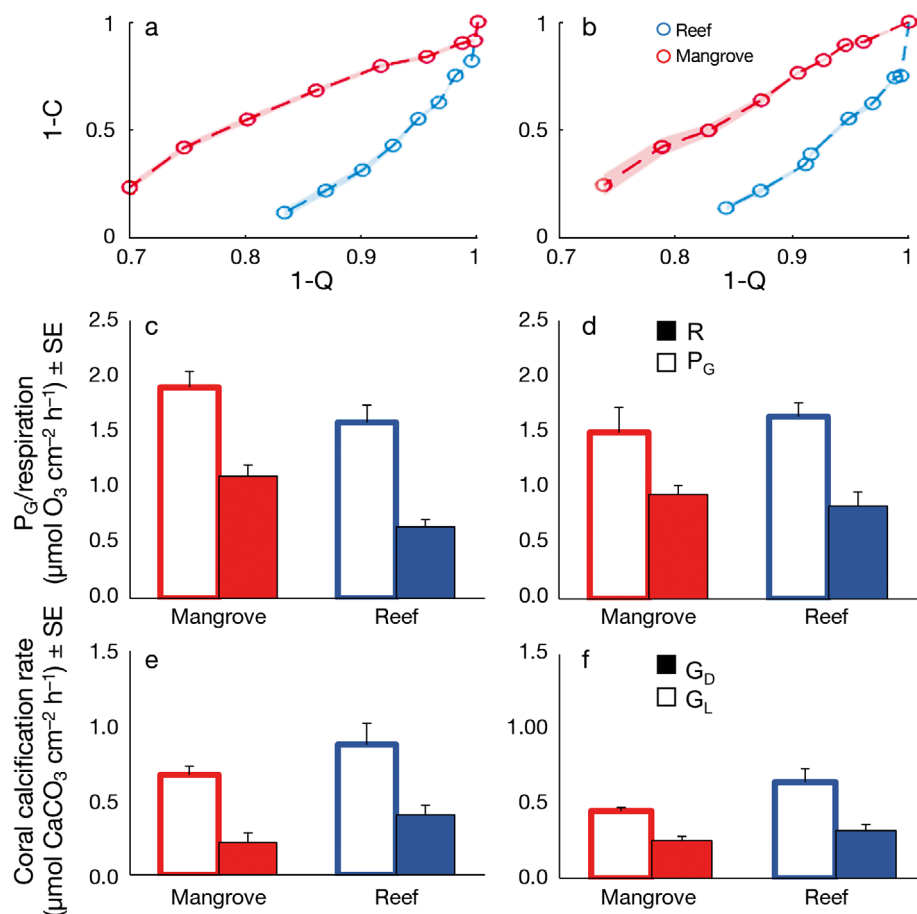 a
b
Reef
Mangrove
1-C
1
0.5
0
0.7
0.8
0.9
1
1-Q
1
0.5
0
0.7
0.8
0.9
1
1-Q
P_G/respiration
(µmol O₃ cm⁻² h⁻¹) ± SE
c
2.5
2.0
1.5
1.0
0.5
0.0
Mangrove
Reef
d
R
P_G
2.5
2.0
1.5
1.0
0.5
0.0
Mangrove
Reef
Coral calcification rate
(µmol CaCO₃ cm⁻² h⁻¹) ± SE
e
1.5
1.0
0.5
0.0
Mangrove
Reef
f
G_D
G_L
1.5
1.00
0.5
0.0
Mangrove
Reef